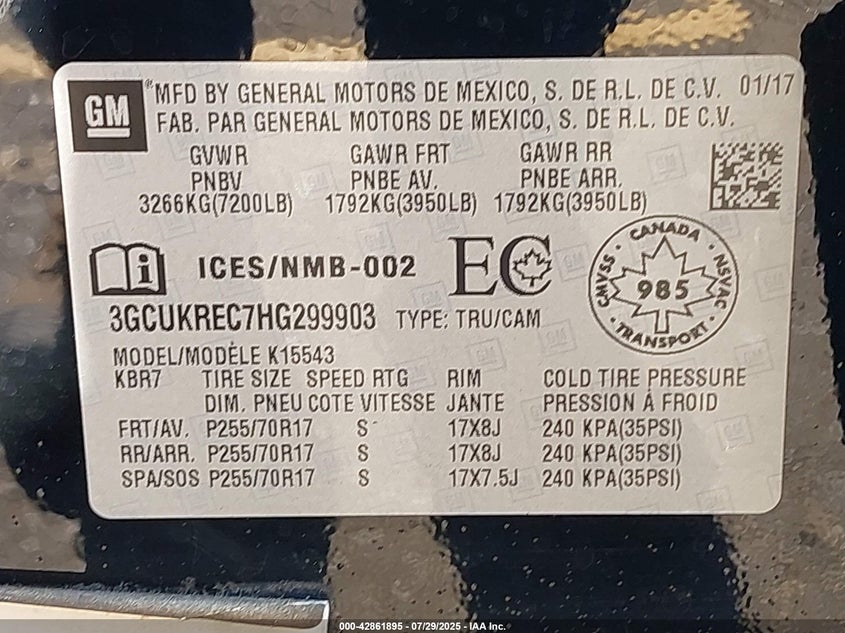 GM
®MFD BY GENERAL MOTORS DE MEXICO, S. DE R.L. DE C.V. 01/17
FAB. PAR GENERAL MOTORS DE MEXICO, S. DE R.L. DE C.V.
GVWR GAWR FRT GAWR RR
PNBV PNBE AV. PNBE ARR.
3266KG(7200LB) 1792KG(3950LB) 1792KG(3950LB)
i ICES/NMB-002 EC
CANADA
CMVSS • NSVAC
985
TRANSPORT
3GCUKREC7HG299903 TYPE: TRU/CAM
MODEL/MODÈLE K15543
KBR7 TIRE SIZE SPEED RTG RIM COLD TIRE PRESSURE
DIM. PNEU COTE VITESSE JANTE PRESSION À FROID
FRT/AV. P255/70R17 S 17X8J 240 KPA(35PSI)
RR/ARR. P255/70R17 S 17X8J 240 KPA(35PSI)
SPA/SOS P255/70R17 S 17X7.5J 240 KPA(35PSI)
000-42861895 - 07/29/2025 - IAA Inc.